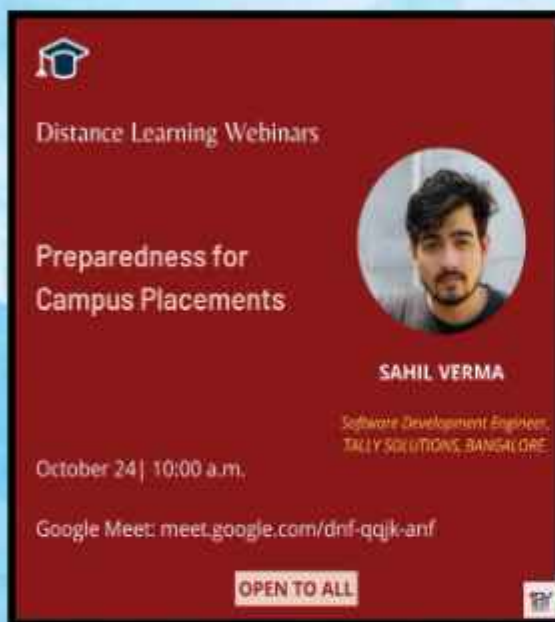 Distance Learning Webinars
Preparedness for
Campus Placements
SAHIL VERMA
Software Development Engineer,
TALLY SOLUTIONS, BANGALORE
October 24| 10:00 a.m.
Google Meet: meet.google.com/dnf-qqjk-anf
OPEN TO ALL